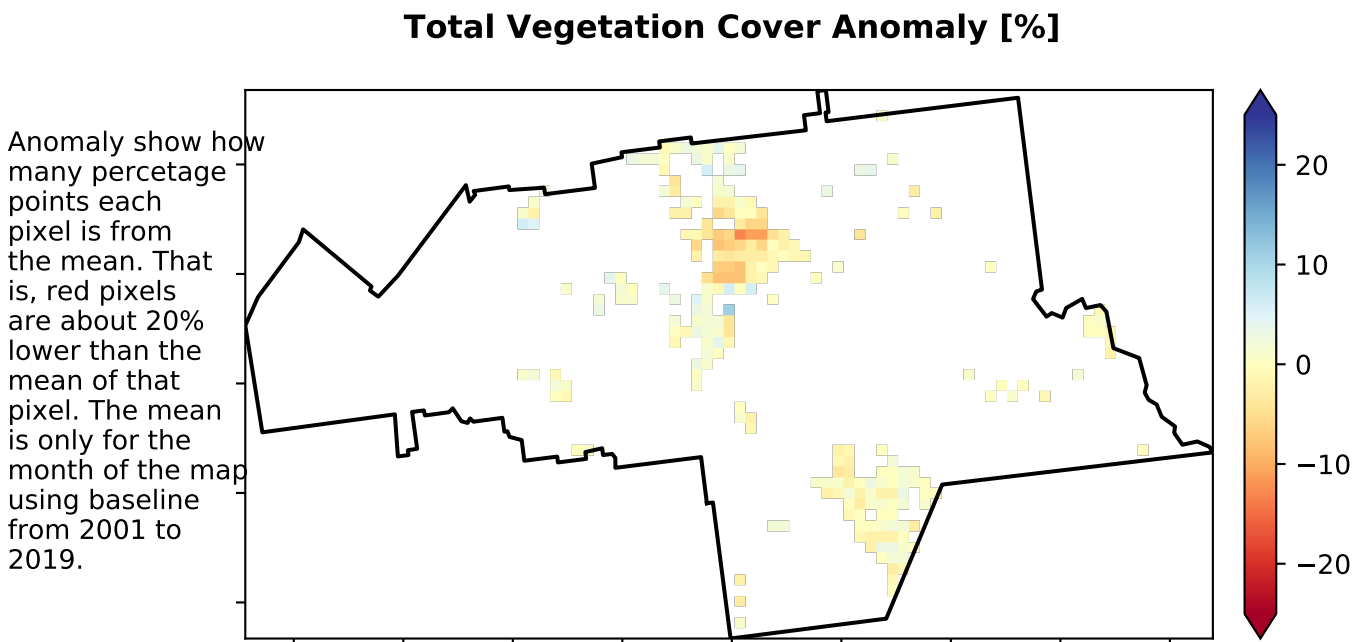 Total Vegetation Cover Anomaly [%]
Anomaly show how
many percetage
points each
pixel is from
the mean. That
is, red pixels
are about 20%
lower than the
mean of that
pixel. The mean
is only for the
month of the map
using baseline
from 2001 to
2019.
20
10
0
−10
−20